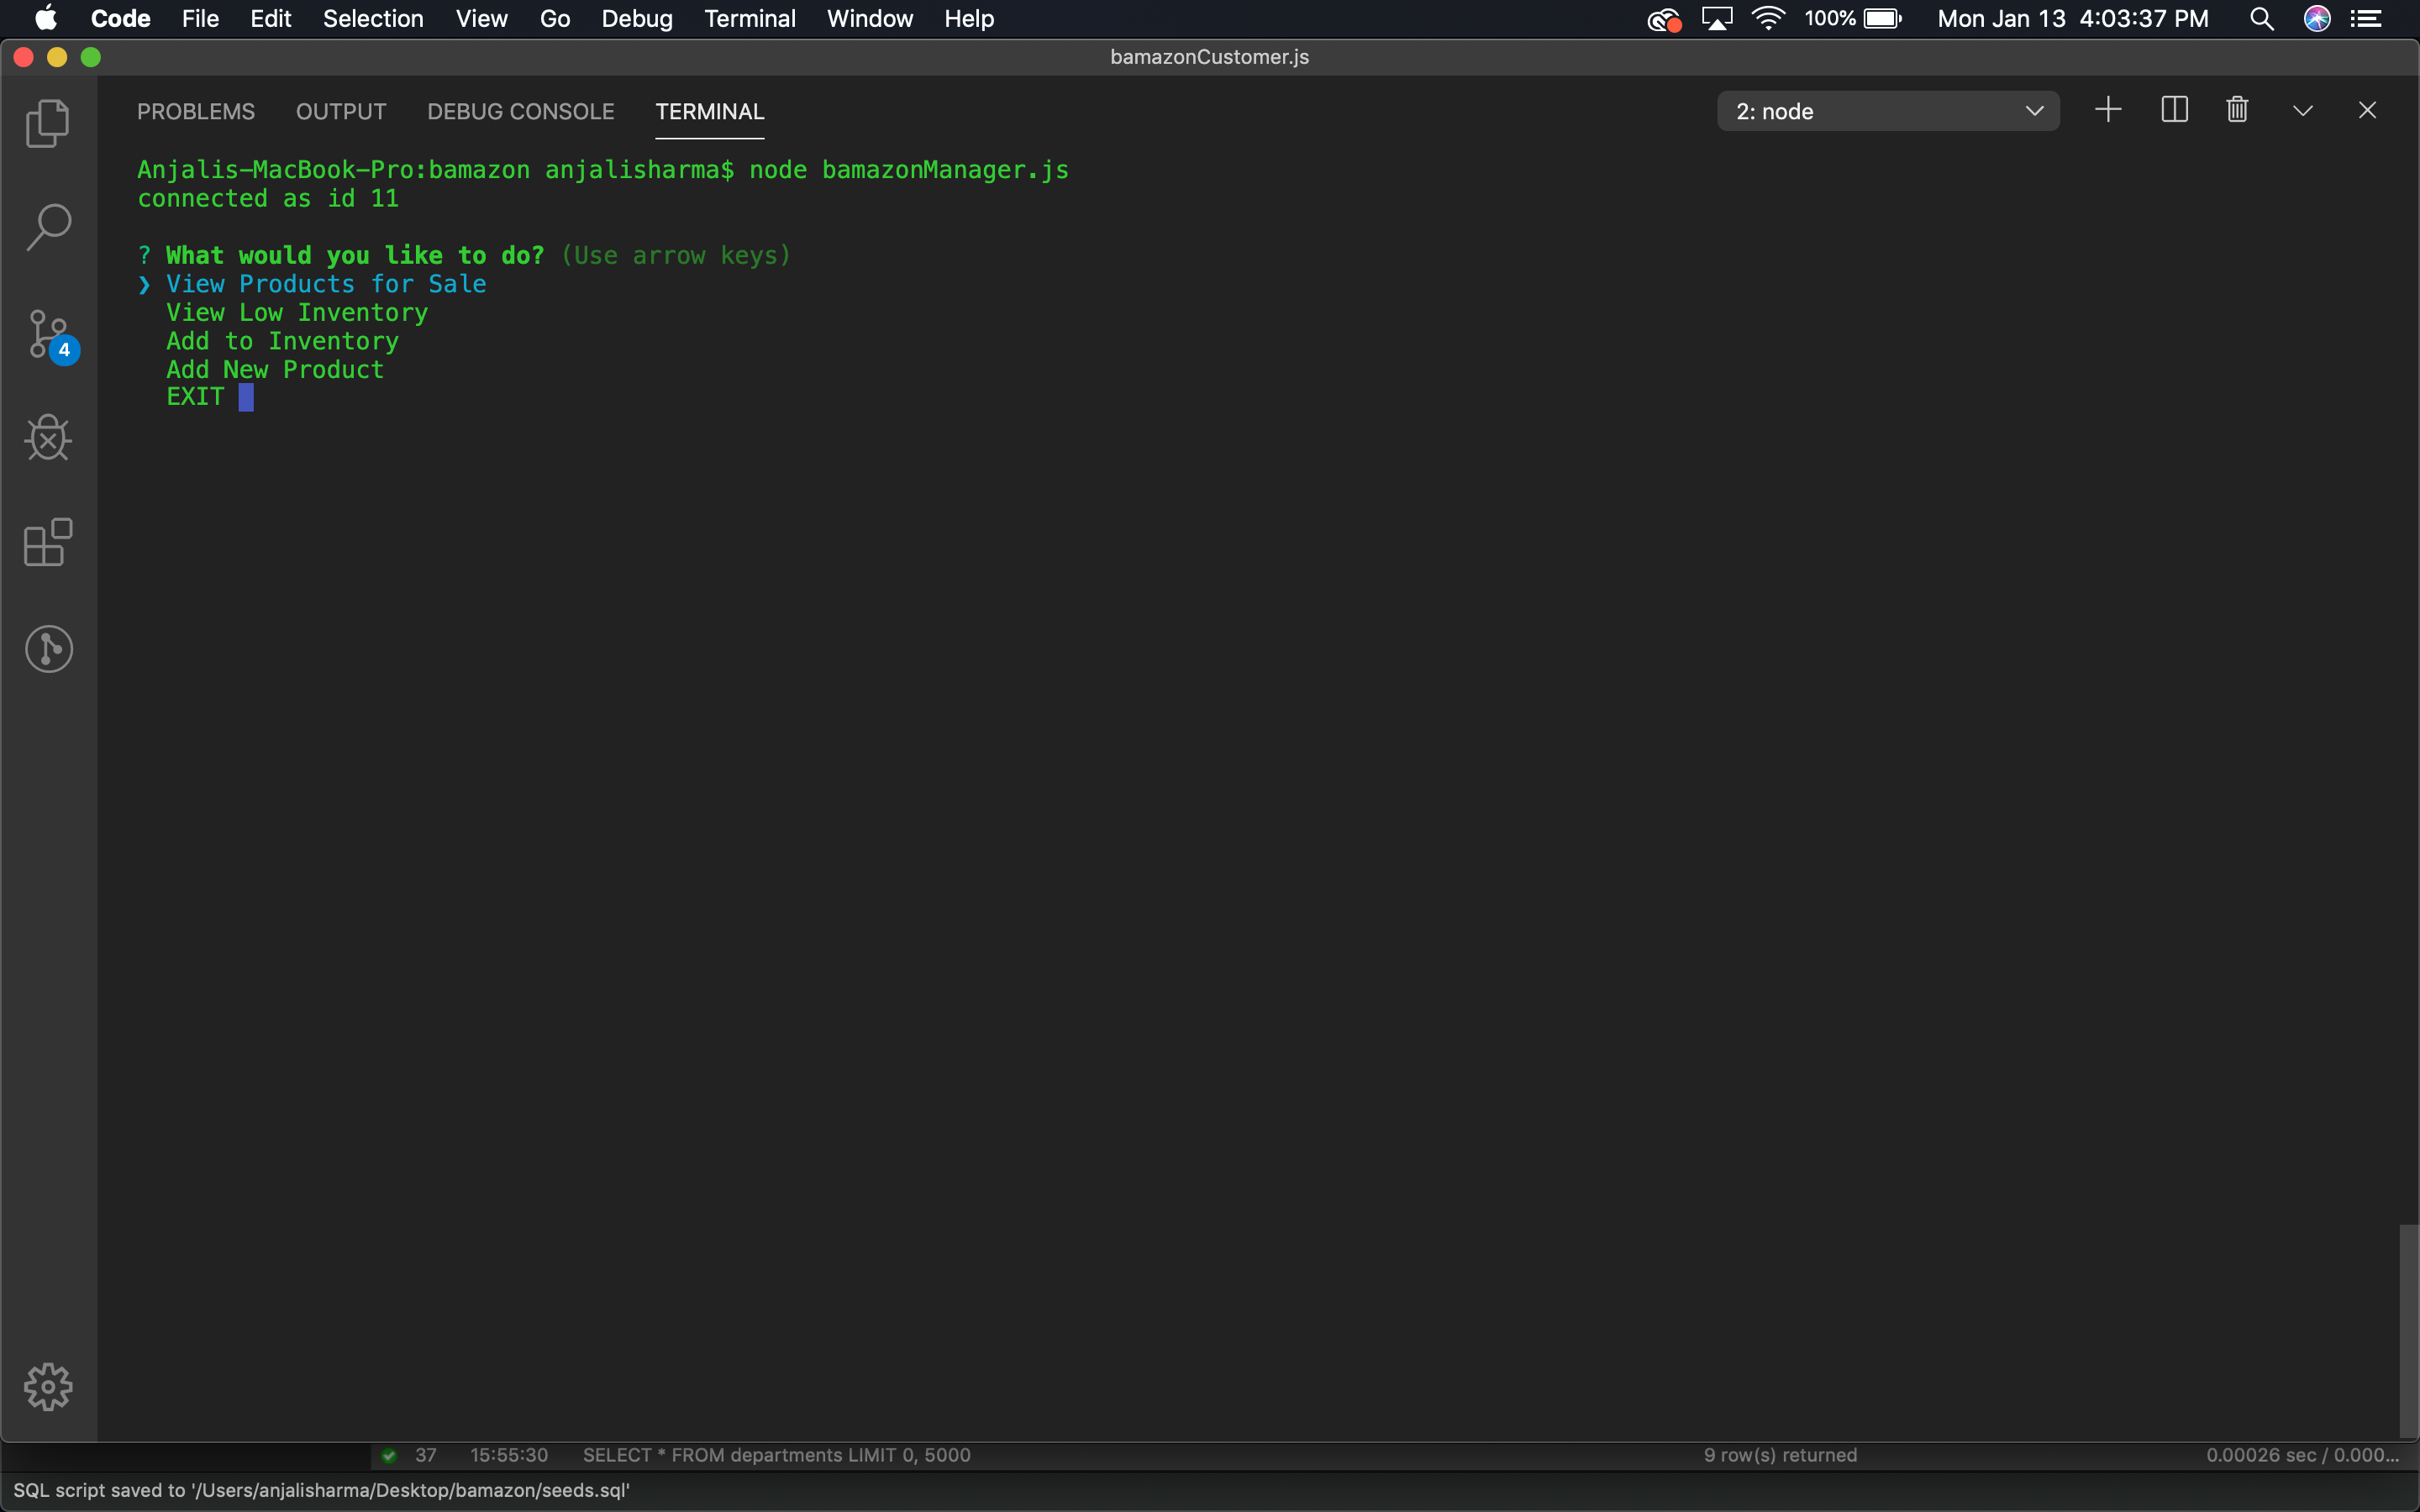 Code File Edit Selection View Go Debug Terminal Window Help 100% Mon Jan 13 4:03:37 PM
bamazonCustomer.js
PROBLEMS OUTPUT DEBUG CONSOLE TERMINAL 2: node
Anjalis-MacBook-Pro:bamazon anjalisharma$ node bamazonManager.js
connected as id 11
? What would you like to do? (Use arrow keys)
❯ View Products for Sale
View Low Inventory
Add to Inventory
Add New Product
EXIT
4
37 15:55:30 SELECT * FROM departments LIMIT 0, 5000 9 row(s) returned 0.00026 sec / 0.000...
SQL script saved to '/Users/anjalisharma/Desktop/bamazon/seeds.sql'